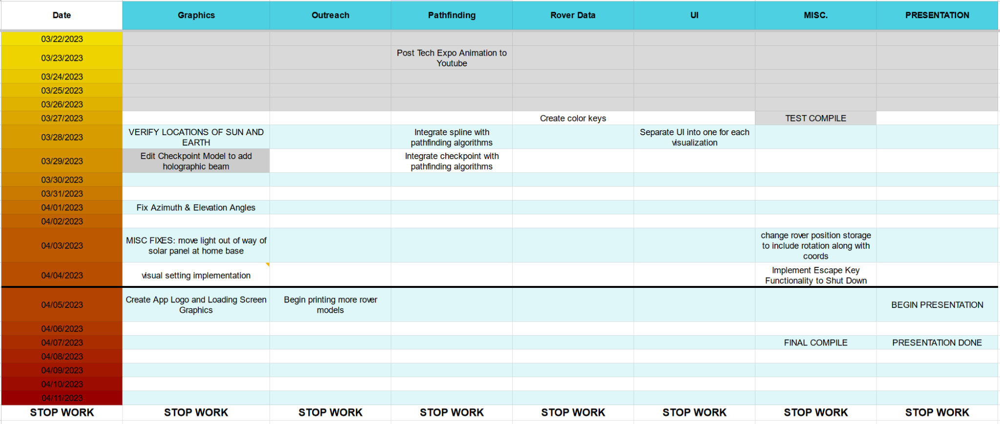 Date Graphics Outreach Pathfinding Rover Data UI MISC. PRESENTATION
03/22/2023
03/23/2023
Post Tech Expo Animation to
Youtube
03/24/2023
03/25/2023
03/26/2023
03/27/2023 Create color keys TEST COMPILE
03/28/2023
VERIFY LOCATIONS OF SUN AND
EARTH
Integrate spline with
pathfinding algorithms
Separate UI into one for each
visualization
03/29/2023
Edit Checkpoint Model to add
holographic beam
Integrate checkpoint with
pathfinding algorithms
03/30/2023
03/31/2023
04/01/2023 Fix Azimuth & Elevation Angles
04/02/2023
04/03/2023
MISC FIXES: move light out of way of
solar panel at home base
change rover position storage
to include rotation along with
coords
04/04/2023 visual setting implementation
Implement Escape Key
Functionality to Shut Down
04/05/2023
Create App Logo and Loading Screen
Graphics
Begin printing more rover
models
BEGIN PRESENTATION
04/06/2023
04/07/2023 FINAL COMPILE PRESENTATION DONE
04/08/2023
04/09/2023
04/10/2023
04/11/2023
STOP WORK STOP WORK STOP WORK STOP WORK STOP WORK STOP WORK STOP WORK STOP WORK